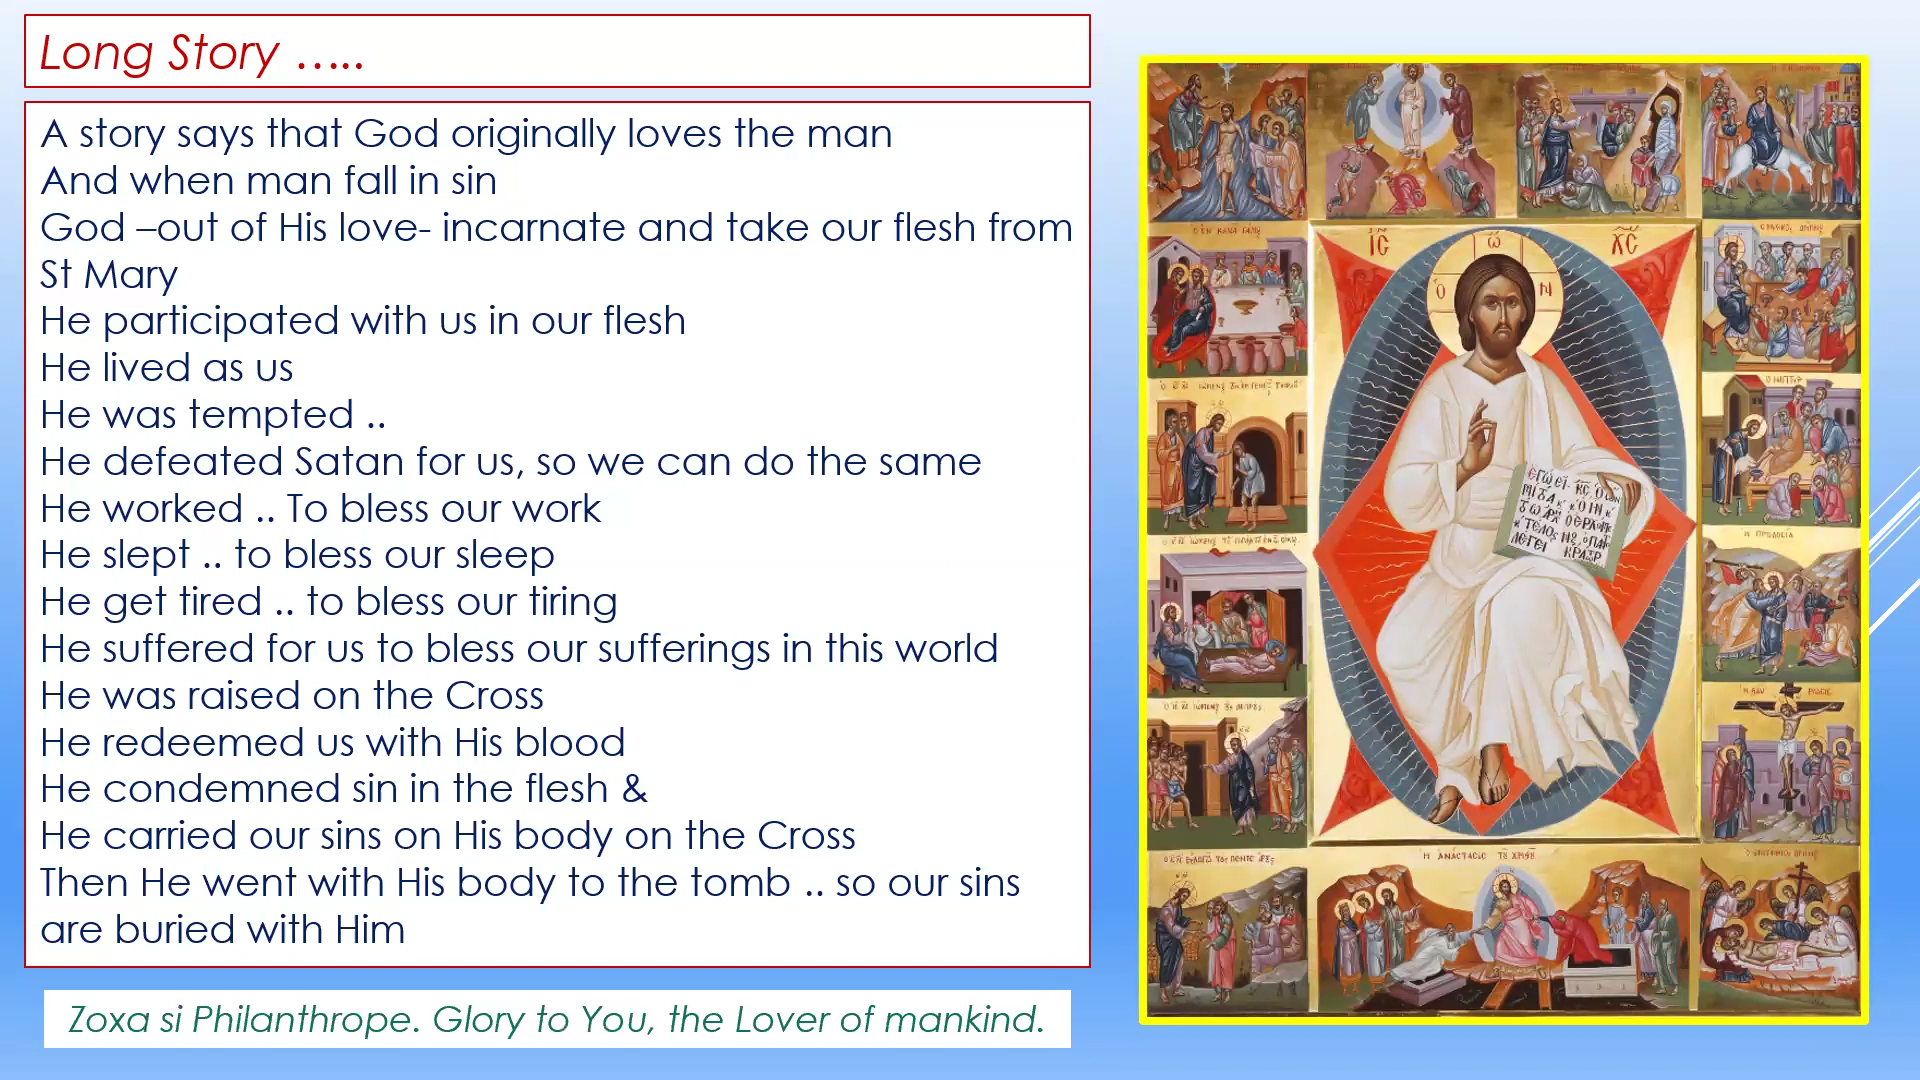 Long Story .....
A story says that God originally loves the man
And when man fall in sin
God –out of His love- incarnate and take our flesh from
St Mary
He participated with us in our flesh
He lived as us
He was tempted ..
He defeated Satan for us, so we can do the same
He worked .. To bless our work
He slept .. to bless our sleep
He get tired .. to bless our tiring
He suffered for us to bless our sufferings in this world
He was raised on the Cross
He redeemed us with His blood
He condemned sin in the flesh &
He carried our sins on His body on the Cross
Then He went with His body to the tomb .. so our sins
are buried with Him
Zoxa si Philanthrope. Glory to You, the Lover of mankind.
ΙC ΧC
Ὁ ὤ Ν
Ὁ ΝΙΠΤΗΡ
Η ΠΡΟΔΟCΙΑ
Η ΑΝΑCΤΑCΙC ΤΟΥ ΧΡΙCΤΟΥ